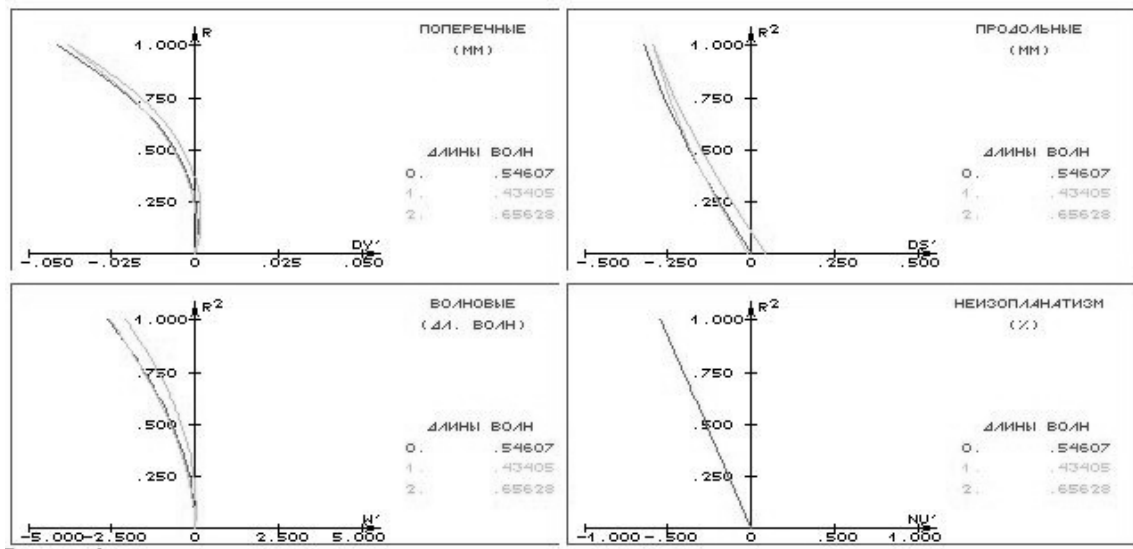 R
ПОПЕРЕЧНЫЕ
1.000
(ММ)
.750
.500
ДЛИНЫ ВОЛН
0. .54607
1. .43405
.250
2. .65628
DY'
-.050 -.025 0 .025 .050
R²
ПРОДОЛЬНЫЕ
1.000
(ММ)
.750
.500
ДЛИНЫ ВОЛН
0. .54607
1. .43405
.250
2. .65628
DS'
-.500 -.250 0 .250 .500
R²
ВОЛНОВЫЕ
1.000
(ДЛ. ВОЛН)
.750
.500
ДЛИНЫ ВОЛН
0. .54607
1. .43405
.250
2. .65628
W'
-5.000 -2.500 0 2.500 5.000
R²
НЕИЗОПЛАНАТИЗМ
1.000
(%)
.750
.500
ДЛИНЫ ВОЛН
0. .54607
1. .43405
.250
2. .65628
NU'
-1.000 -.500 0 .500 1.000